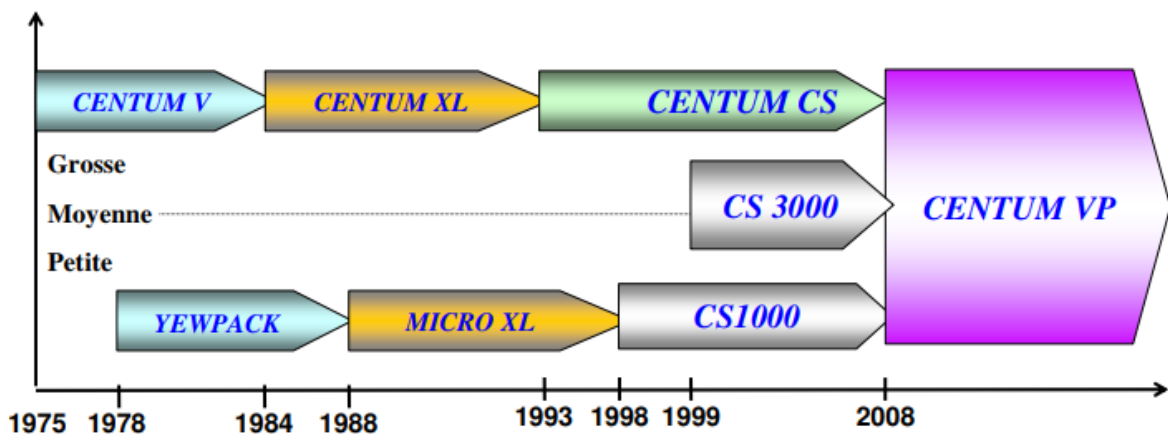 CENTUM V
CENTUM XL
CENTUM CS
Grosse
Moyenne
CS 3000
CENTUM VP
Petite
YEWPACK
MICRO XL
CS1000
1975 1978 1984 1988 1993 1998 1999 2008